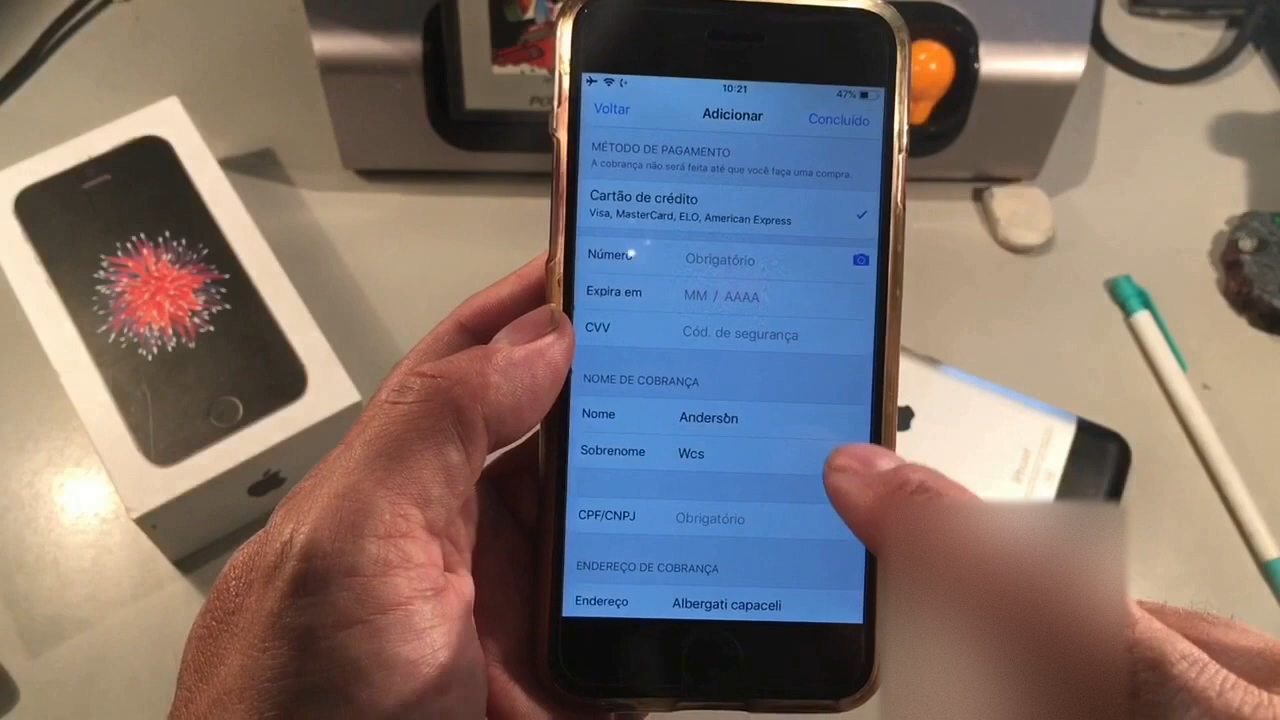 10:21
47%
Voltar
Adicionar
Concluído
MÉTODO DE PAGAMENTO
A cobrança não será feita até que você faça uma compra.
Cartão de crédito
Visa, MasterCard, ELO, American Express
Número Obrigatório
Expira em MM / AAAA
CVV Cód. de segurança
NOME DE COBRANÇA
Nome Anderson
Sobrenome Wcs
CPF/CNPJ Obrigatório
ENDEREÇO DE COBRANÇA
Endereço Albergati capaceli
iPhone